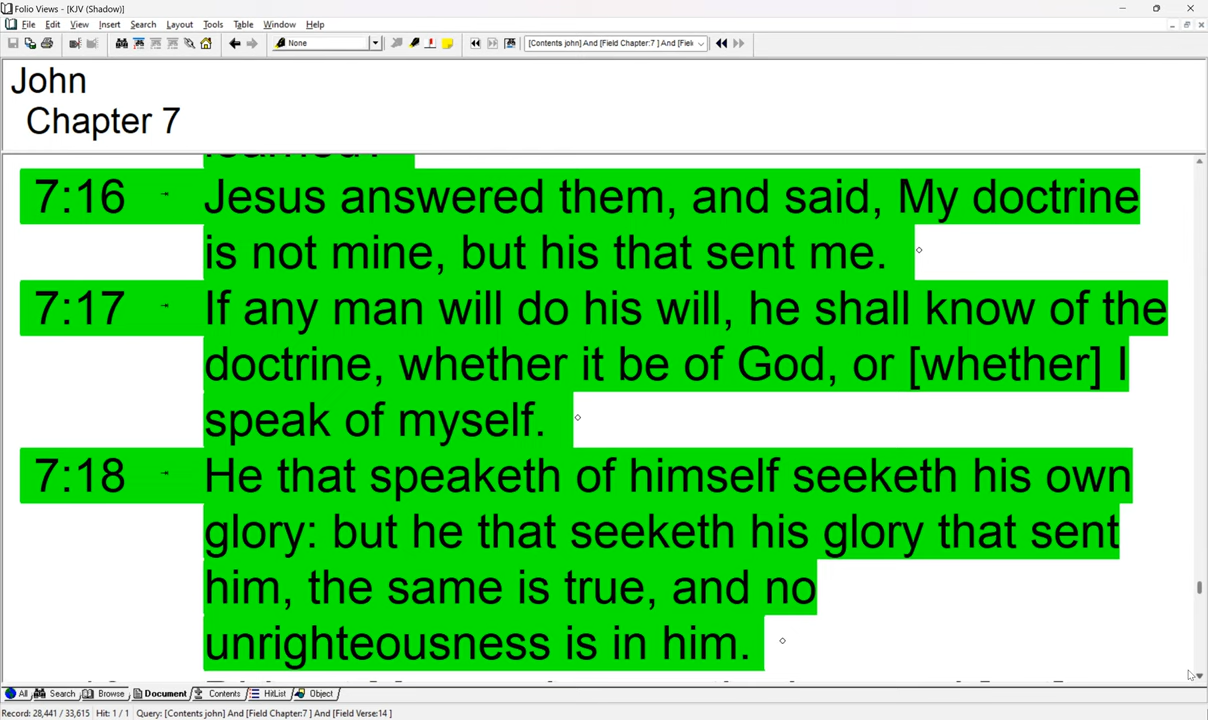 Folio Views - [KJV (Shadow)]
File Edit View Insert Search Layout Tools Table Window Help
None
[Contents john] And [Field Chapter:7 ] And [Fiel
John
Chapter 7
learned?
7:16 Jesus answered them, and said, My doctrine
is not mine, but his that sent me.
7:17 If any man will do his will, he shall know of the
doctrine, whether it be of God, or [whether] I
speak of myself.
7:18 He that speaketh of himself seeketh his own
glory: but he that seeketh his glory that sent
him, the same is true, and no
unrighteousness is in him.
All Search Browse Document Contents HitList Object
Record: 28,441 / 33,615 Hit: 1 / 1 Query: [Contents john] And [Field Chapter:7 ] And [Field Verse:14 ]